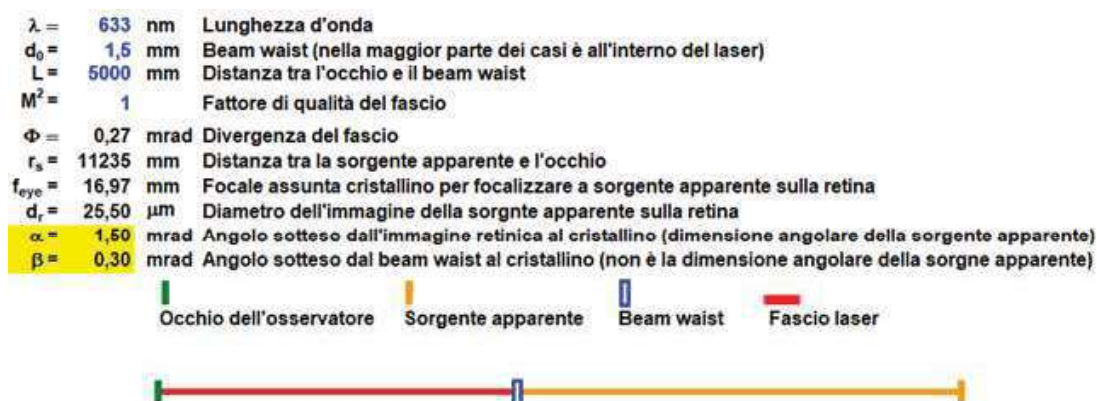 λ = 633 nm Lunghezza d'onda
d₀ = 1,5 mm Beam waist (nella maggior parte dei casi è all'interno del laser)
L = 5000 mm Distanza tra l'occhio e il beam waist
M² = 1 Fattore di qualità del fascio
Φ = 0,27 mrad Divergenza del fascio
rₛ = 11235 mm Distanza tra la sorgente apparente e l'occhio
f_eye = 16,97 mm Focale assunta cristallino per focalizzare a sorgente apparente sulla retina
dᵣ = 25,50 μm Diametro dell'immagine della sorgnte apparente sulla retina
α = 1,50 mrad Angolo sotteso dall'immagine retinica al cristallino (dimensione angolare della sorgente apparente)
β = 0,30 mrad Angolo sotteso dal beam waist al cristallino (non è la dimensione angolare della sorgne apparente)
Occhio dell'osservatore Sorgente apparente Beam waist Fascio laser